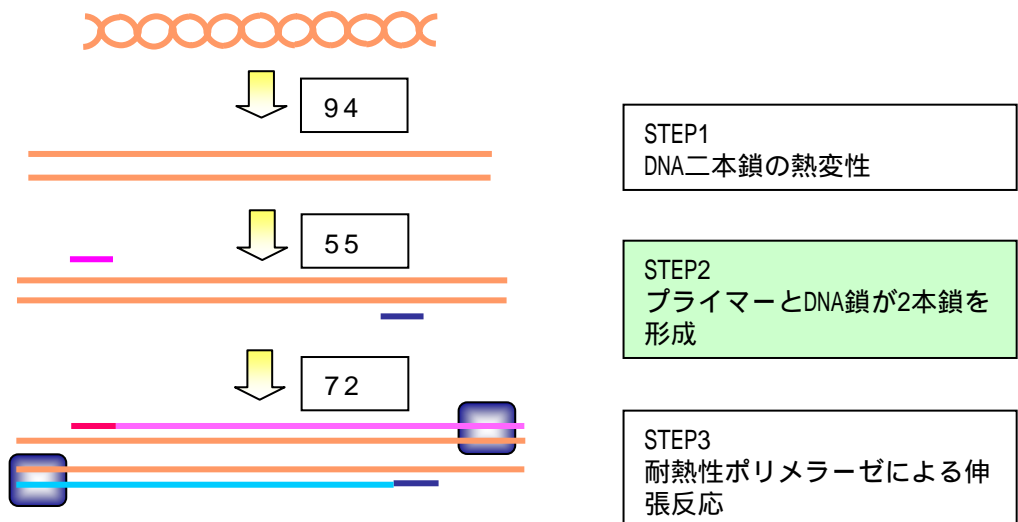 94
STEP1
DNA二本鎖の熱変性
55
STEP2
プライマーとDNA鎖が2本鎖を
形成
72
STEP3
耐熱性ポリメラーゼによる伸
張反応